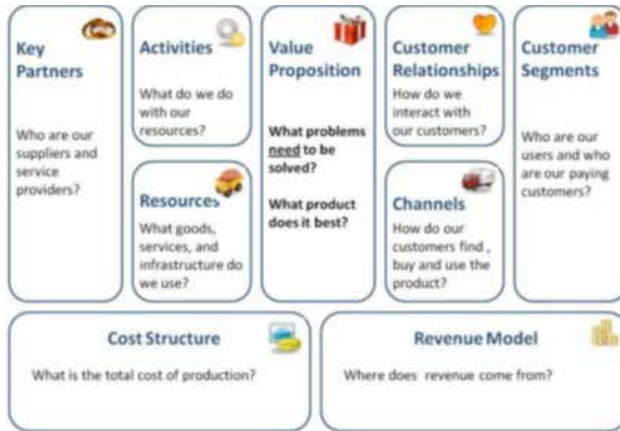 Key
Partners
Who are our
suppliers and
service
providers?
Activities
What do we do
with our
resources?
Resources
What goods,
services, and
infrastructure do
we use?
Value
Proposition
What problems
need to be
solved?
What product
does it best?
Customer
Relationships
How do we
interact with
our customers?
Channels
How do our
customers find ,
buy and use the
product?
Customer
Segments
Who are our
users and who
are our paying
customers?
Cost Structure
What is the total cost of production?
Revenue Model
Where does revenue come from?